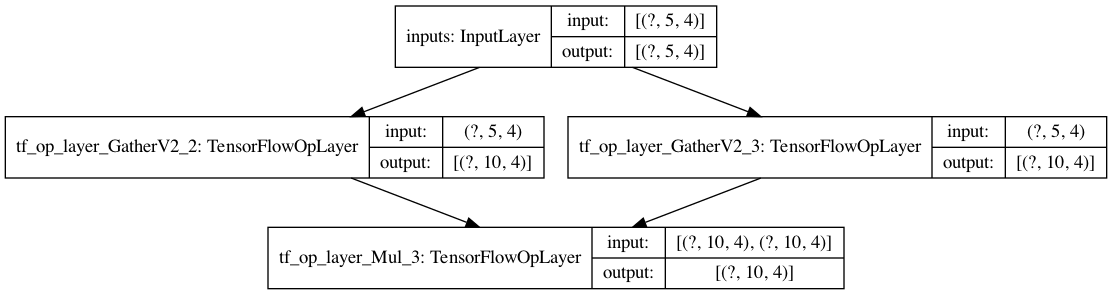 inputs: InputLayer
input:
[(?, 5, 4)]
output:
[(?, 5, 4)]
tf_op_layer_GatherV2_2: TensorFlowOpLayer
input:
(?, 5, 4)
output:
[(?, 10, 4)]
tf_op_layer_GatherV2_3: TensorFlowOpLayer
input:
(?, 5, 4)
output:
[(?, 10, 4)]
tf_op_layer_Mul_3: TensorFlowOpLayer
input:
[(?, 10, 4), (?, 10, 4)]
output:
[(?, 10, 4)]